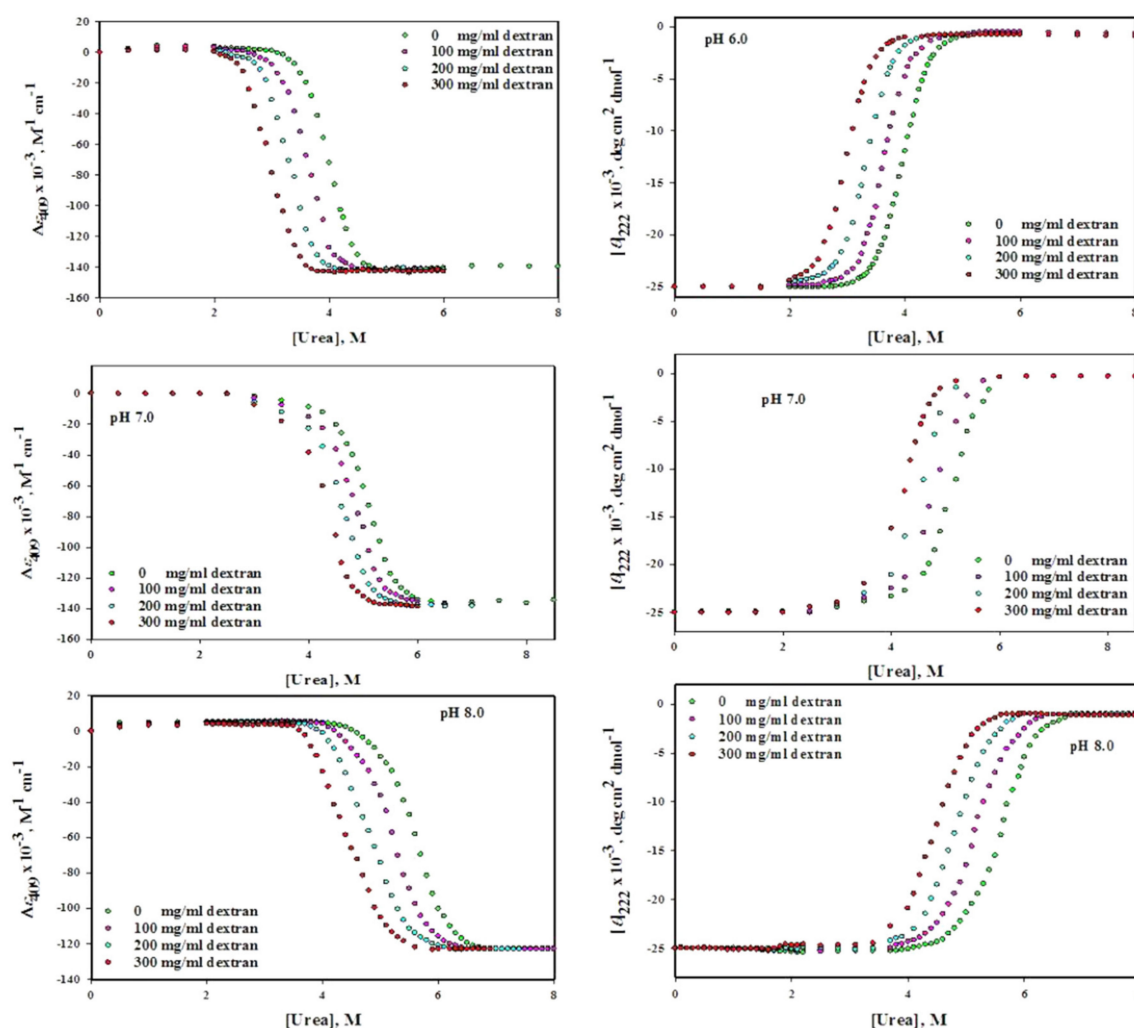 20
0
-20
-40
-60
-80
-100
-120
-140
-160
0 mg/ml dextran
100 mg/ml dextran
200 mg/ml dextran
300 mg/ml dextran
Δε409 x 10-3, M1 cm-1
0 2 4 6 8
[Urea], M
0
-5
-10
-15
-20
-25
pH 6.0
0 mg/ml dextran
100 mg/ml dextran
200 mg/ml dextran
300 mg/ml dextran
222 x 10-3, deg cm2 dmol-1
0 2 4 6 8
[Urea], M
0
-20
-40
-60
-80
-100
-120
-140
-160
pH 7.0
0 mg/ml dextran
100 mg/ml dextran
200 mg/ml dextran
300 mg/ml dextran
Δε409 x 10-3, M1 cm-1
0 2 4 6 8
[Urea], M
0
-5
-10
-15
-20
-25
pH 7.0
0 mg/ml dextran
100 mg/ml dextran
200 mg/ml dextran
300 mg/ml dextran
222 x 10-3, deg cm2 dmol-1
0 2 4 6 8
[Urea], M
20
0
-20
-40
-60
-80
-100
-120
-140
pH 8.0
0 mg/ml dextran
100 mg/ml dextran
200 mg/ml dextran
300 mg/ml dextran
Δε409 x 10-3, M1 cm-1
0 2 4 6 8
[Urea], M
0
-5
-10
-15
-20
-25
0 mg/ml dextran
100 mg/ml dextran
200 mg/ml dextran
300 mg/ml dextran
pH 8.0
222 x 10-3, deg cm2 dmol-1
0 2 4 6 8
[Urea], M